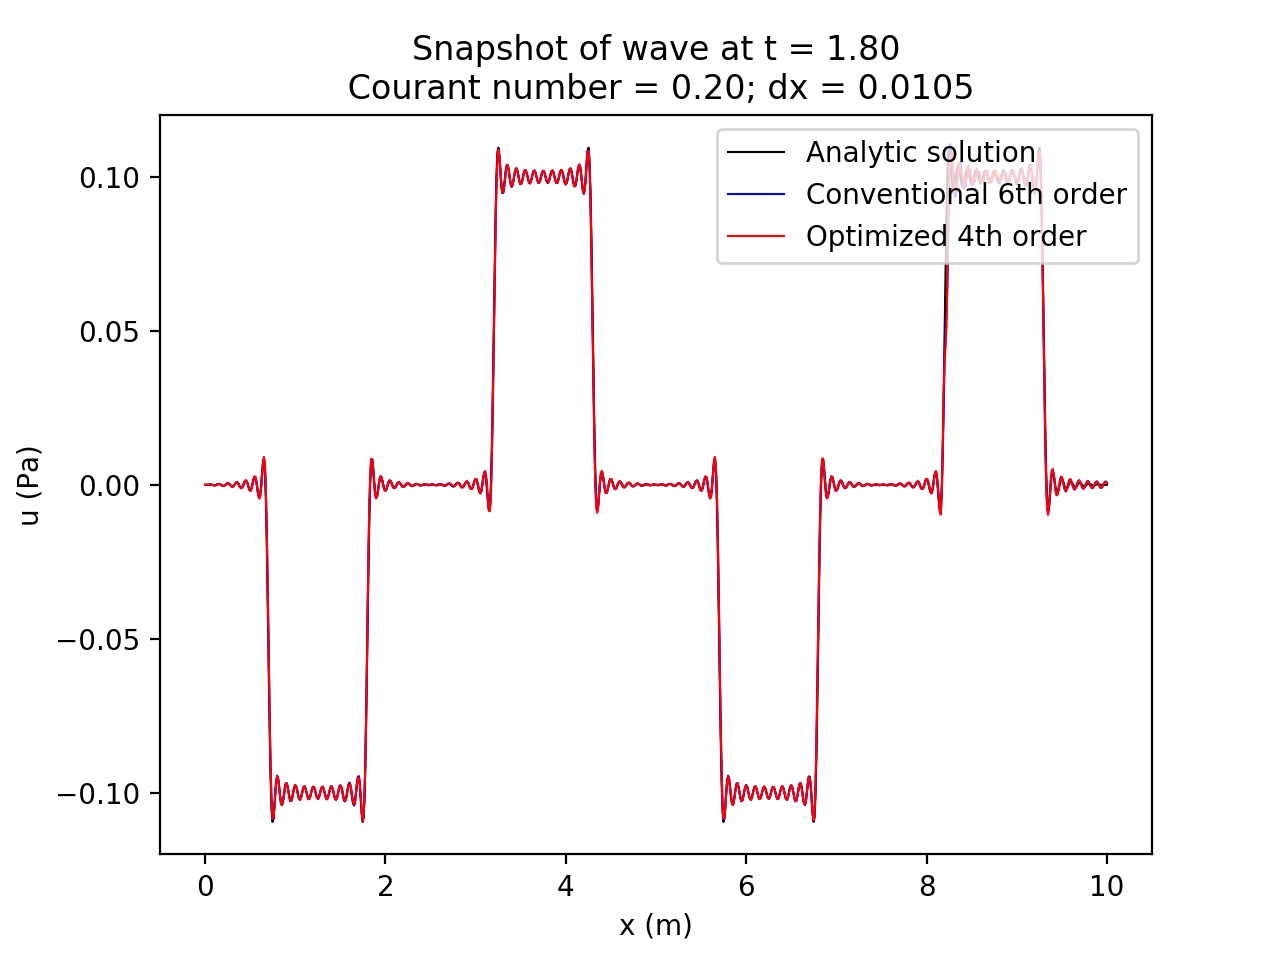 Snapshot of wave at t = 1.80
Courant number = 0.20; dx = 0.0105
Analytic solution
Conventional 6th order
Optimized 4th order
0.10
0.05
0.00
−0.05
−0.10
u (Pa)
0 2 4 6 8 10
x (m)